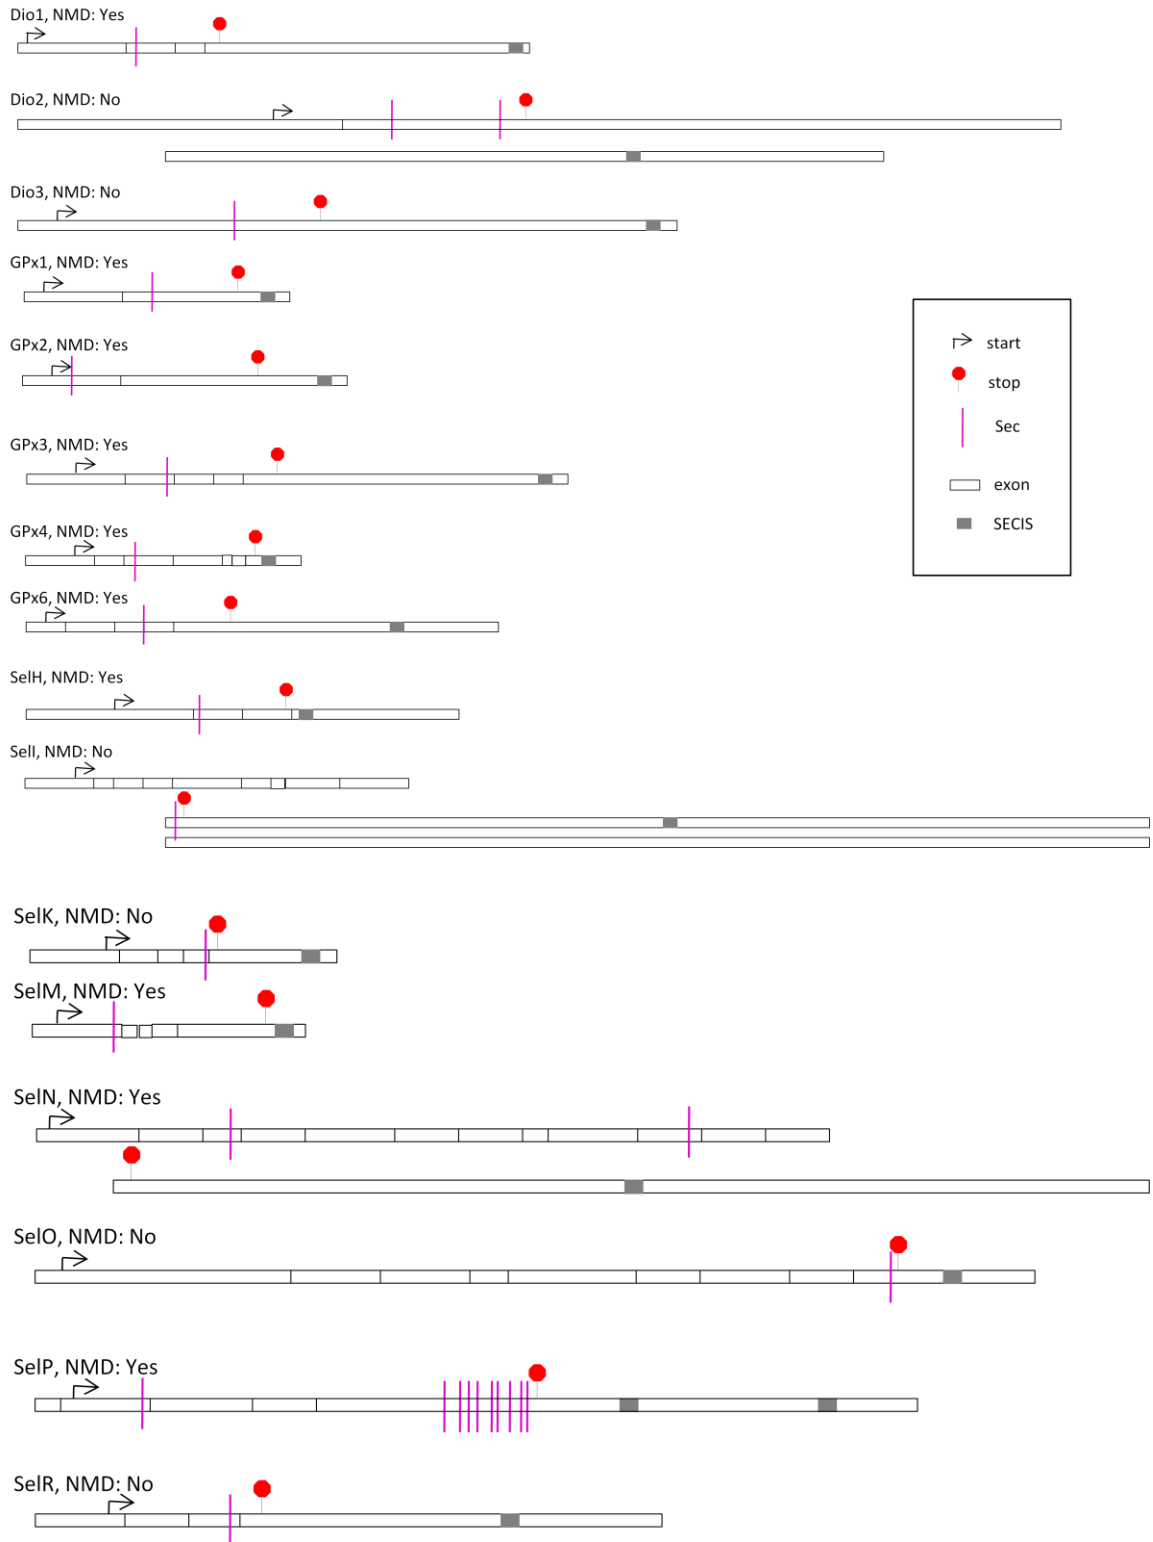 Dio1, NMD: Yes
Dio2, NMD: No
Dio3, NMD: No
GPx1, NMD: Yes
GPx2, NMD: Yes
GPx3, NMD: Yes
GPx4, NMD: Yes
GPx6, NMD: Yes
SelH, NMD: Yes
SelI, NMD: No
SelK, NMD: No
SelM, NMD: Yes
SelN, NMD: Yes
SelO, NMD: No
SelP, NMD: Yes
SelR, NMD: No
start
stop
Sec
exon
SECIS